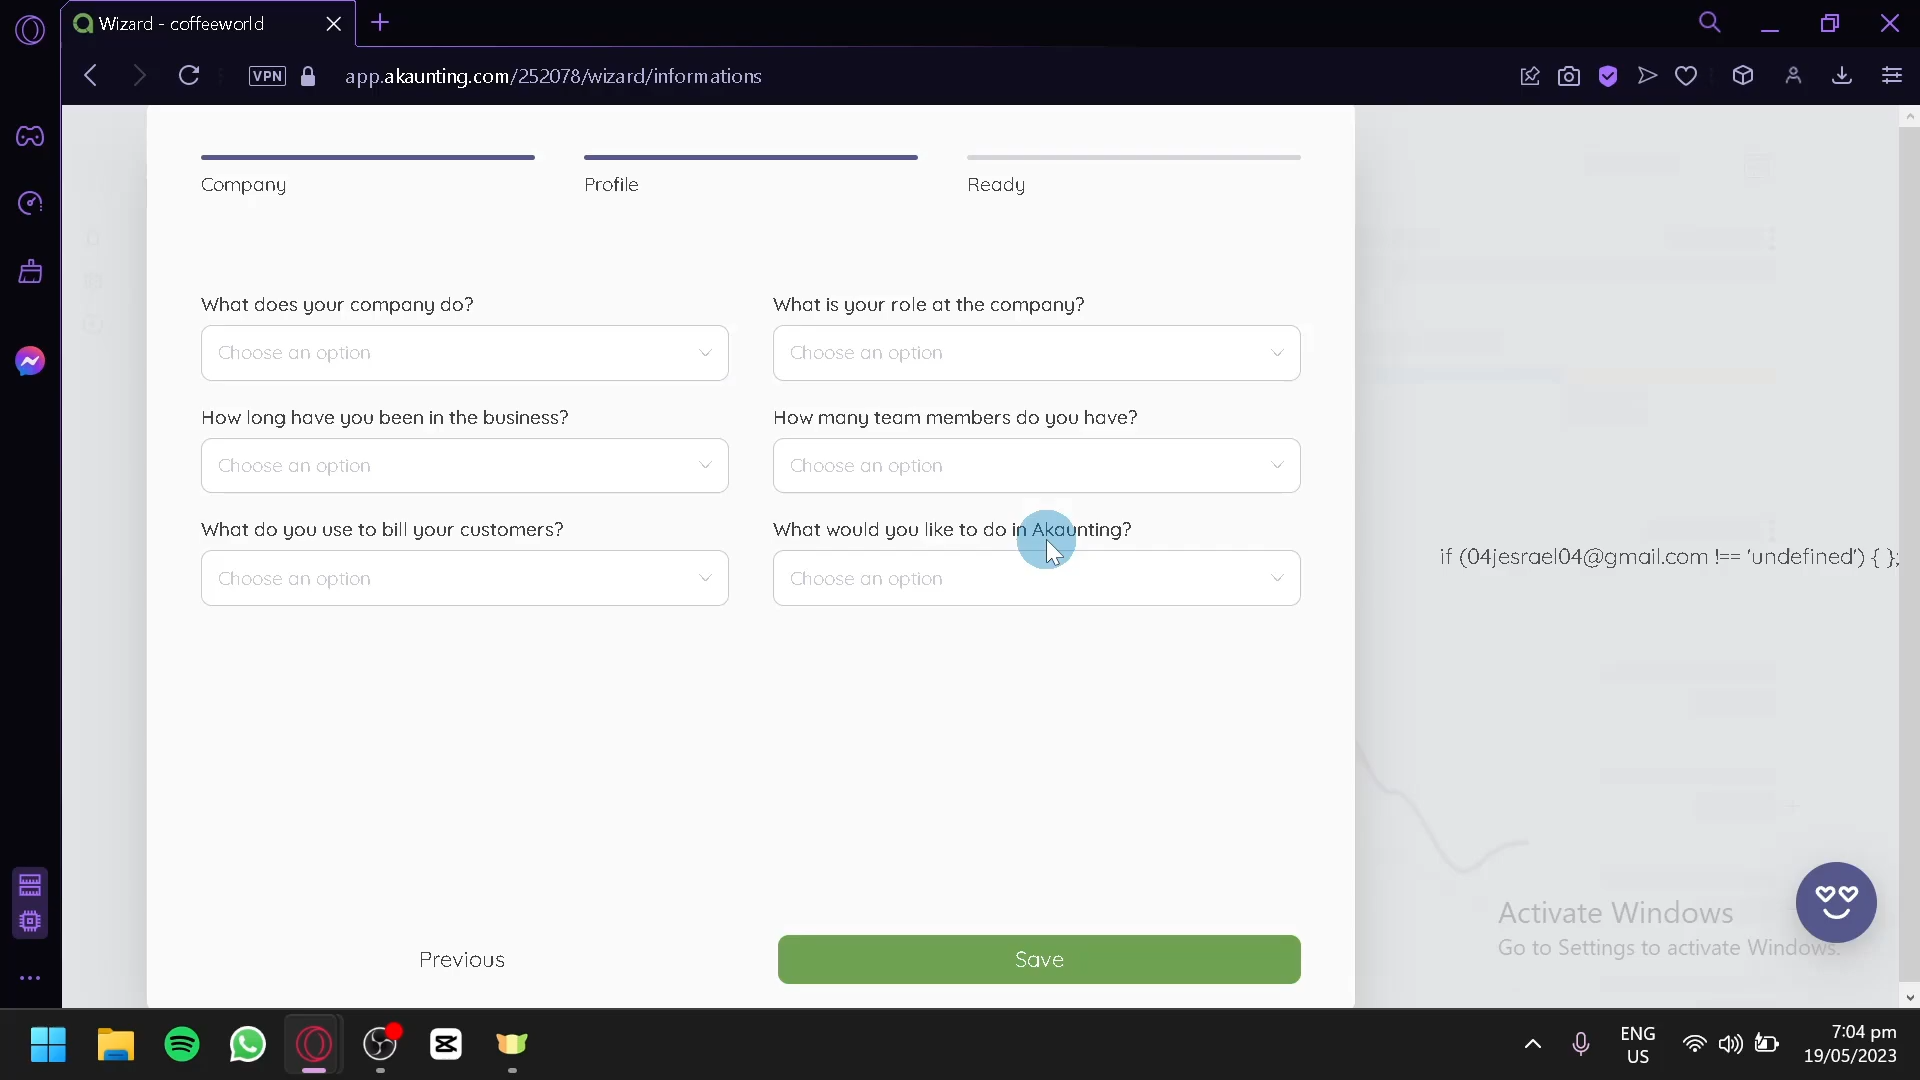 Wizard - coffeeworld
VPN
app.akaunting.com/252078/wizard/informations
Company
Profile
Ready
What does your company do?
What is your role at the company?
Choose an option
Choose an option
How long have you been in the business?
How many team members do you have?
Choose an option
Choose an option
What do you use to bill your customers?
What would you like to do in Akaunting?
Choose an option
Choose an option
if (04jesrael04@gmail.com !== 'undefined') { };
Previous
Save
Activate Windows
Go to Settings to activate Windows.
ENG
US
7:04 pm
19/05/2023